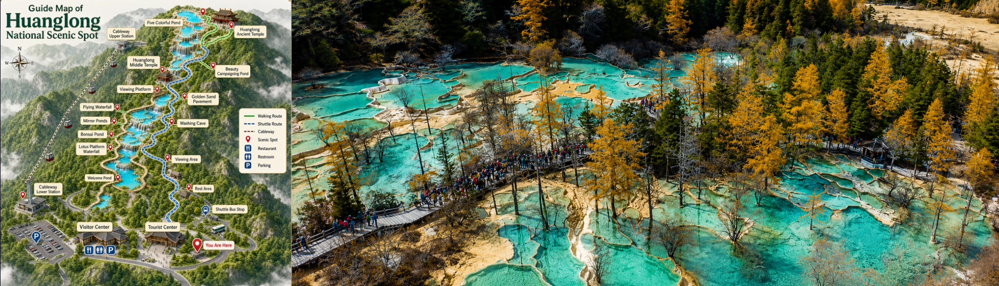 Guide Map of
Huanglong
National Scenic Spot
Cableway
Upper Station
Five Colorful Pond
Huanglong
Ancient Temple
N
W
E
S
Huanglong
Middle Temple
Beauty
Campaigning Pond
Viewing Platform
Golden Sand
Pavement
Flying Waterfall
Mirror Ponds
Washing Cave
Bonsai Pond
Lotus Platform
Waterfall
Viewing Area
Welcome Pond
Cableway
Lower Station
Rest Area
Shuttle Bus Stop
Visitor Center
Tourist Center
You Are Here
P
P
Walking Route
Shuttle Route
Cableway
Scenic Spot
Restaurant
Restroom
P
Parking